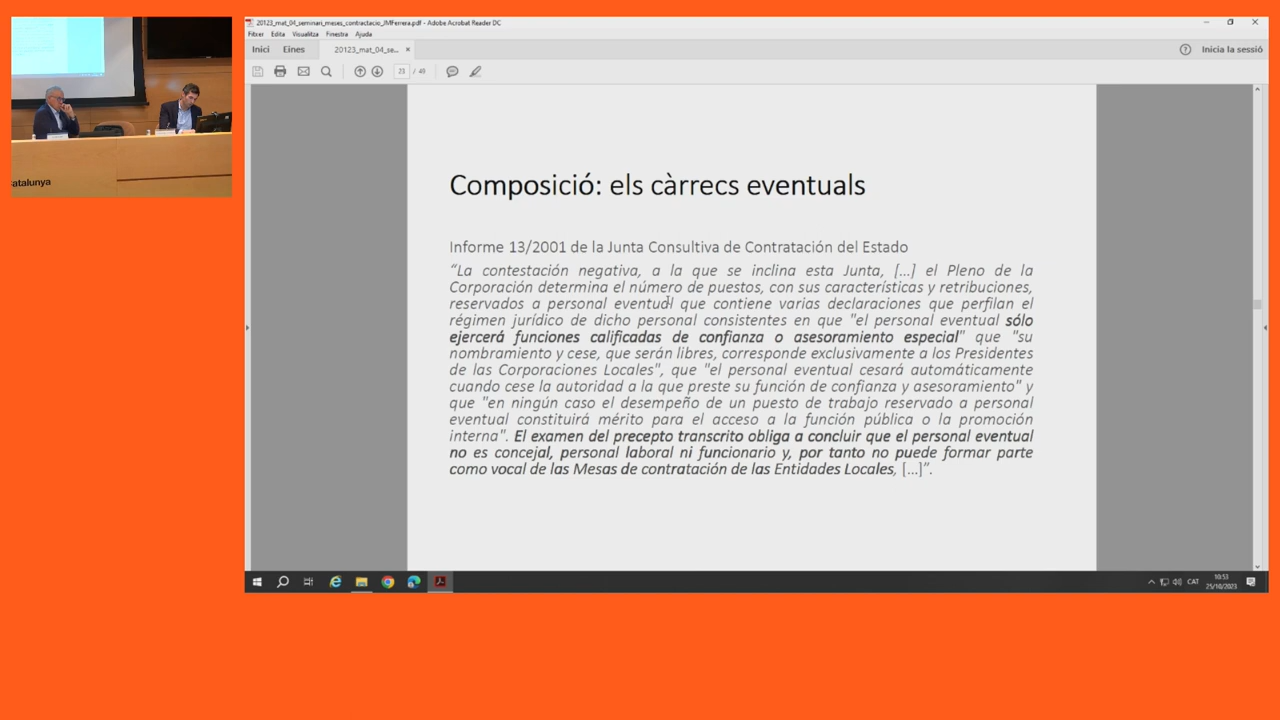 20123_mat_04_seminari_meses_contractacio_JMFerrera.pdf - Adobe Acrobat Reader DC
Fitxer Edita Visualitza Finestra Ajuda
Inici Eines 20123_mat_04_se... × Inicia la sessió
23 / 49
Composició: els càrrecs eventuals
Informe 13/2001 de la Junta Consultiva de Contratación del Estado
“La contestación negativa, a la que se inclina esta Junta, [...] el Pleno de la
Corporación determina el número de puestos, con sus características y retribuciones,
reservados a personal eventual que contiene varias declaraciones que perfilan el
régimen jurídico de dicho personal consistentes en que "el personal eventual sólo
ejercerá funciones calificadas de confianza o asesoramiento especial" que "su
nombramiento y cese, que serán libres, corresponde exclusivamente a los Presidentes
de las Corporaciones Locales", que "el personal eventual cesará automáticamente
cuando cese la autoridad a la que preste su función de confianza y asesoramiento" y
que "en ningún caso el desempeño de un puesto de trabajo reservado a personal
eventual constituirá mérito para el acceso a la función pública o la promoción
interna". El examen del precepto transcrito obliga a concluir que el personal eventual
no es concejal, personal laboral ni funcionario y, por tanto no puede formar parte
como vocal de las Mesas de contratación de las Entidades Locales, [...]”.
atalunya
CAT
10:53
25/10/2023